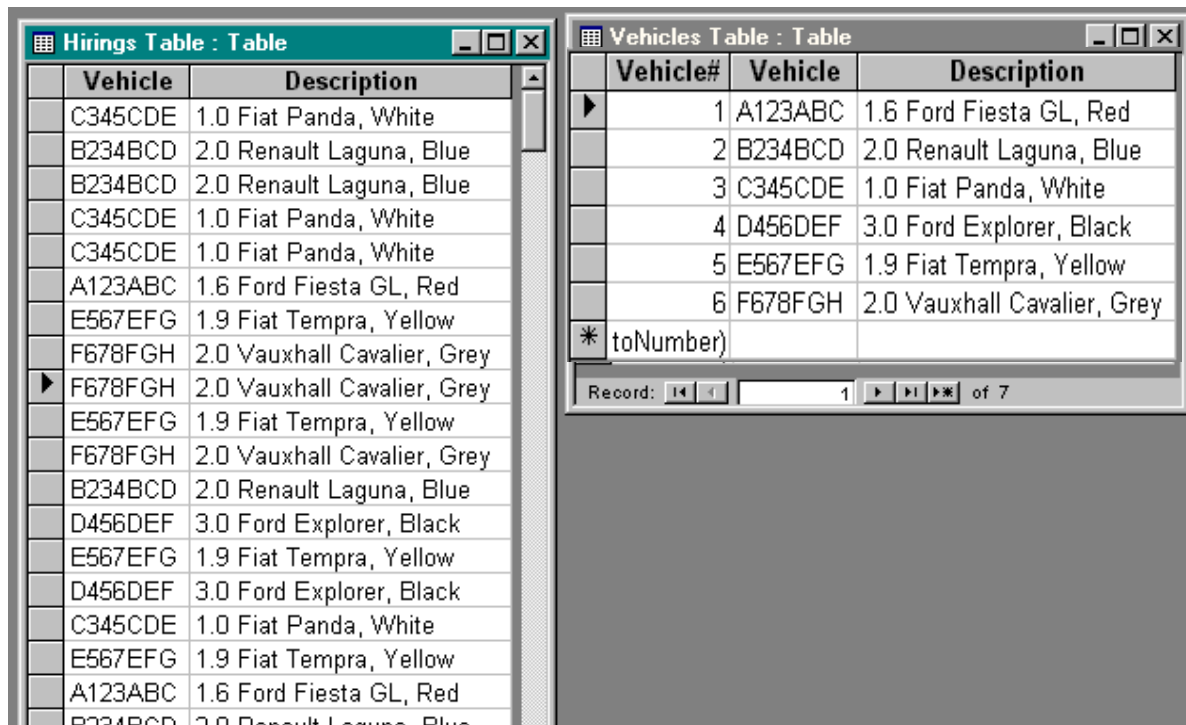 Hirings Table : Table
Vehicle Description
C345CDE 1.0 Fiat Panda, White
B234BCD 2.0 Renault Laguna, Blue
B234BCD 2.0 Renault Laguna, Blue
C345CDE 1.0 Fiat Panda, White
C345CDE 1.0 Fiat Panda, White
A123ABC 1.6 Ford Fiesta GL, Red
E567EFG 1.9 Fiat Tempra, Yellow
F678FGH 2.0 Vauxhall Cavalier, Grey
F678FGH 2.0 Vauxhall Cavalier, Grey
E567EFG 1.9 Fiat Tempra, Yellow
F678FGH 2.0 Vauxhall Cavalier, Grey
B234BCD 2.0 Renault Laguna, Blue
D456DEF 3.0 Ford Explorer, Black
E567EFG 1.9 Fiat Tempra, Yellow
D456DEF 3.0 Ford Explorer, Black
C345CDE 1.0 Fiat Panda, White
E567EFG 1.9 Fiat Tempra, Yellow
A123ABC 1.6 Ford Fiesta GL, Red
B234BCD 2.0 Renault Laguna, Blue
Vehicles Table : Table
Vehicle# Vehicle Description
1 A123ABC 1.6 Ford Fiesta GL, Red
2 B234BCD 2.0 Renault Laguna, Blue
3 C345CDE 1.0 Fiat Panda, White
4 D456DEF 3.0 Ford Explorer, Black
5 E567EFG 1.9 Fiat Tempra, Yellow
6 F678FGH 2.0 Vauxhall Cavalier, Grey
toNumber)
Record: 1 of 7